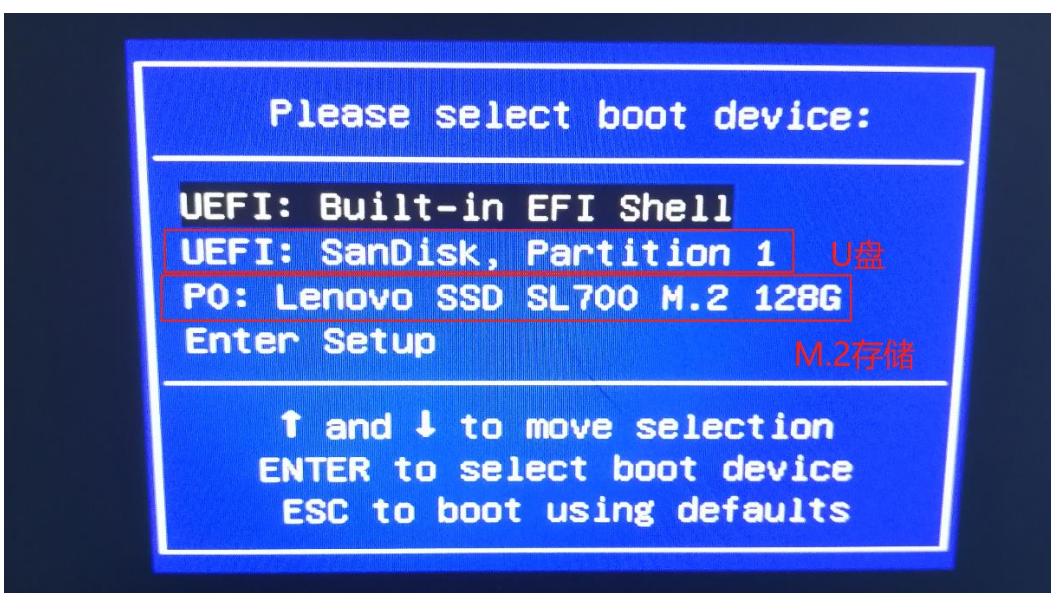 Please select boot device:
UEFI: Built-in EFI Shell
UEFI: SanDisk, Partition 1
U盘
P0: Lenovo SSD SL700 M.2 128G
Enter Setup
M.2存储
↑ and ↓ to move selection
ENTER to select boot device
ESC to boot using defaults